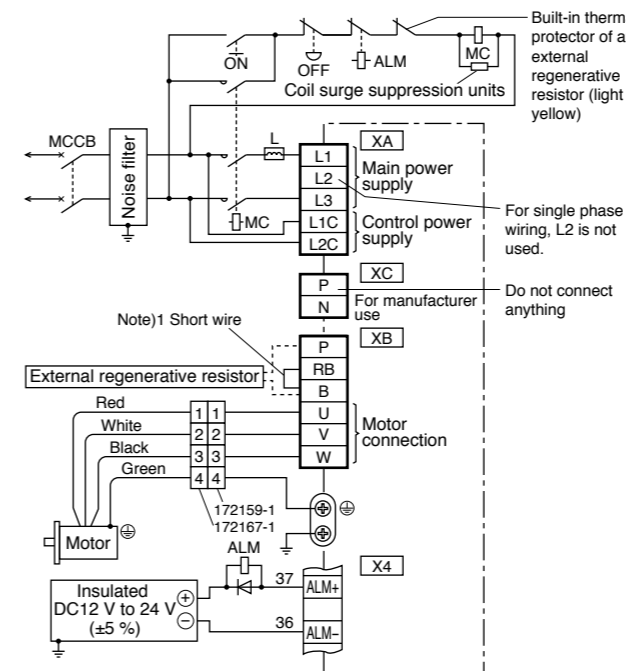 Built-in therm
protector of a
external
regenerative
resistor (light
yellow)
ON
OFF
ALM
MC
Coil surge suppression units
MCCB
Noise filter
L
MC
XA
L1
L2
L3
L1C
L2C
Main power
supply
Control power
supply
For single phase
wiring, L2 is not
used.
XC
P
N
For manufacturer
use
Do not connect
anything
Note)1 Short wire
XB
P
RB
B
U
V
W
External regenerative resistor
Motor
connection
Red
White
Black
Green
1 1
2 2
3 3
4 4
172159-1
172167-1
Motor
ALM
X4
Insulated
DC12 V to 24 V
(±5 %)
+
−
37
ALM+
36
ALM−